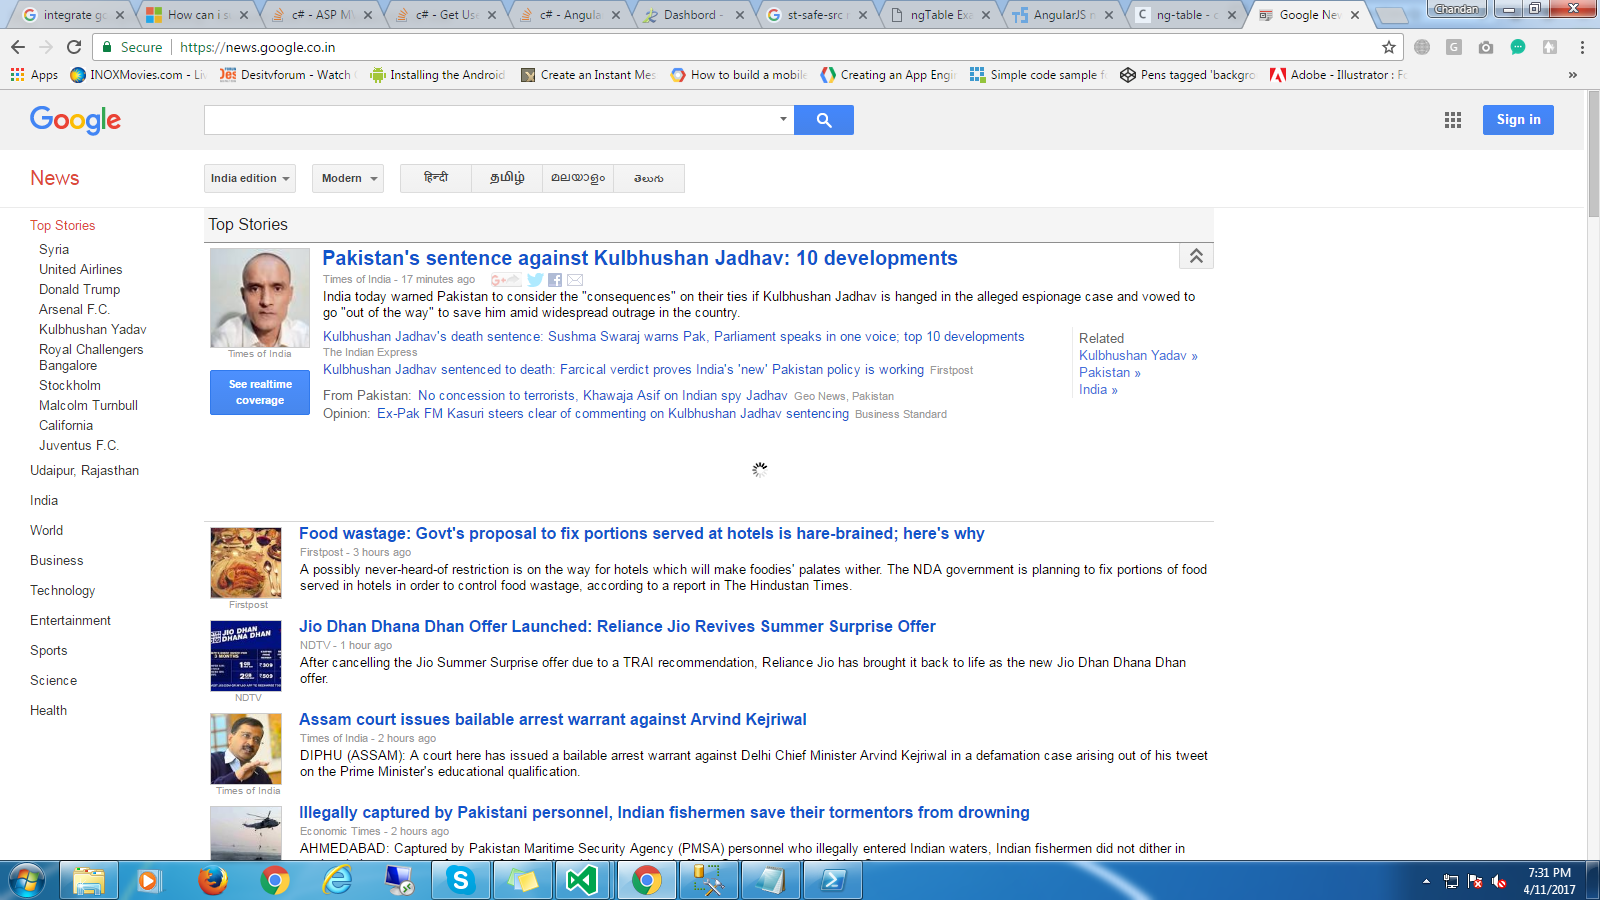 integrate go
How can i s
c# - ASP MV
c# - Get Use
c# - Angula
Dashbord -
st-safe-src n
ngTable Exa
AngularJS n
ng-table - c
Google New
Chandan
Secure
https://news.google.co.in
Apps
INOXMovies.com - Li
Desitvforum - Watch
Installing the Android
Create an Instant Mes
How to build a mobile
Creating an App Engi
Simple code sample f
Pens tagged 'backgro
Adobe - Illustrator : F
»
Google
Sign in
News
India edition
Modern
हिन्दी
தமிழ்
മലയാളം
తెలుగు
Top Stories
Syria
United Airlines
Donald Trump
Arsenal F.C.
Kulbhushan Yadav
Royal Challengers
Bangalore
Stockholm
Malcolm Turnbull
California
Juventus F.C.
Udaipur, Rajasthan
India
World
Business
Technology
Entertainment
Sports
Science
Health
Top Stories
Times of India
See realtime
coverage
Pakistan's sentence against Kulbhushan Jadhav: 10 developments
Times of India - 17 minutes ago
India today warned Pakistan to consider the "consequences" on their ties if Kulbhushan Jadhav is hanged in the alleged espionage case and vowed to
go "out of the way" to save him amid widespread outrage in the country.
Kulbhushan Jadhav's death sentence: Sushma Swaraj warns Pak, Parliament speaks in one voice; top 10 developments
The Indian Express
Kulbhushan Jadhav sentenced to death: Farcical verdict proves India's 'new' Pakistan policy is working Firstpost
From Pakistan: No concession to terrorists, Khawaja Asif on Indian spy Jadhav Geo News, Pakistan
Opinion: Ex-Pak FM Kasuri steers clear of commenting on Kulbhushan Jadhav sentencing Business Standard
Related
Kulbhushan Yadav »
Pakistan »
India »
Food wastage: Govt's proposal to fix portions served at hotels is hare-brained; here's why
Firstpost - 3 hours ago
A possibly never-heard-of restriction is on the way for hotels which will make foodies' palates wither. The NDA government is planning to fix portions of food
served in hotels in order to control food wastage, according to a report in The Hindustan Times.
Firstpost
JIO DHAN
DHANA DHAN
Jio Dhan Dhana Dhan Offer Launched: Reliance Jio Revives Summer Surprise Offer
NDTV - 1 hour ago
After cancelling the Jio Summer Surprise offer due to a TRAI recommendation, Reliance Jio has brought it back to life as the new Jio Dhan Dhana Dhan
offer.
NDTV
Assam court issues bailable arrest warrant against Arvind Kejriwal
Times of India - 2 hours ago
DIPHU (ASSAM): A court here has issued a bailable arrest warrant against Delhi Chief Minister Arvind Kejriwal in a defamation case arising out of his tweet
on the Prime Minister's educational qualification.
Times of India
Illegally captured by Pakistani personnel, Indian fishermen save their tormentors from drowning
Economic Times - 2 hours ago
AHMEDABAD: Captured by Pakistan Maritime Security Agency (PMSA) personnel who illegally entered Indian waters, Indian fishermen did not dither in
7:31 PM
4/11/2017